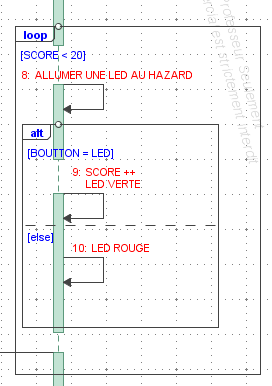 loop
[SCORE < 20]
8: ALLUMER UNE LED AU HAZARD
alt
[BOUTTON = LED]
9: SCORE ++
LED VERTE
[else]
10: LED ROUGE